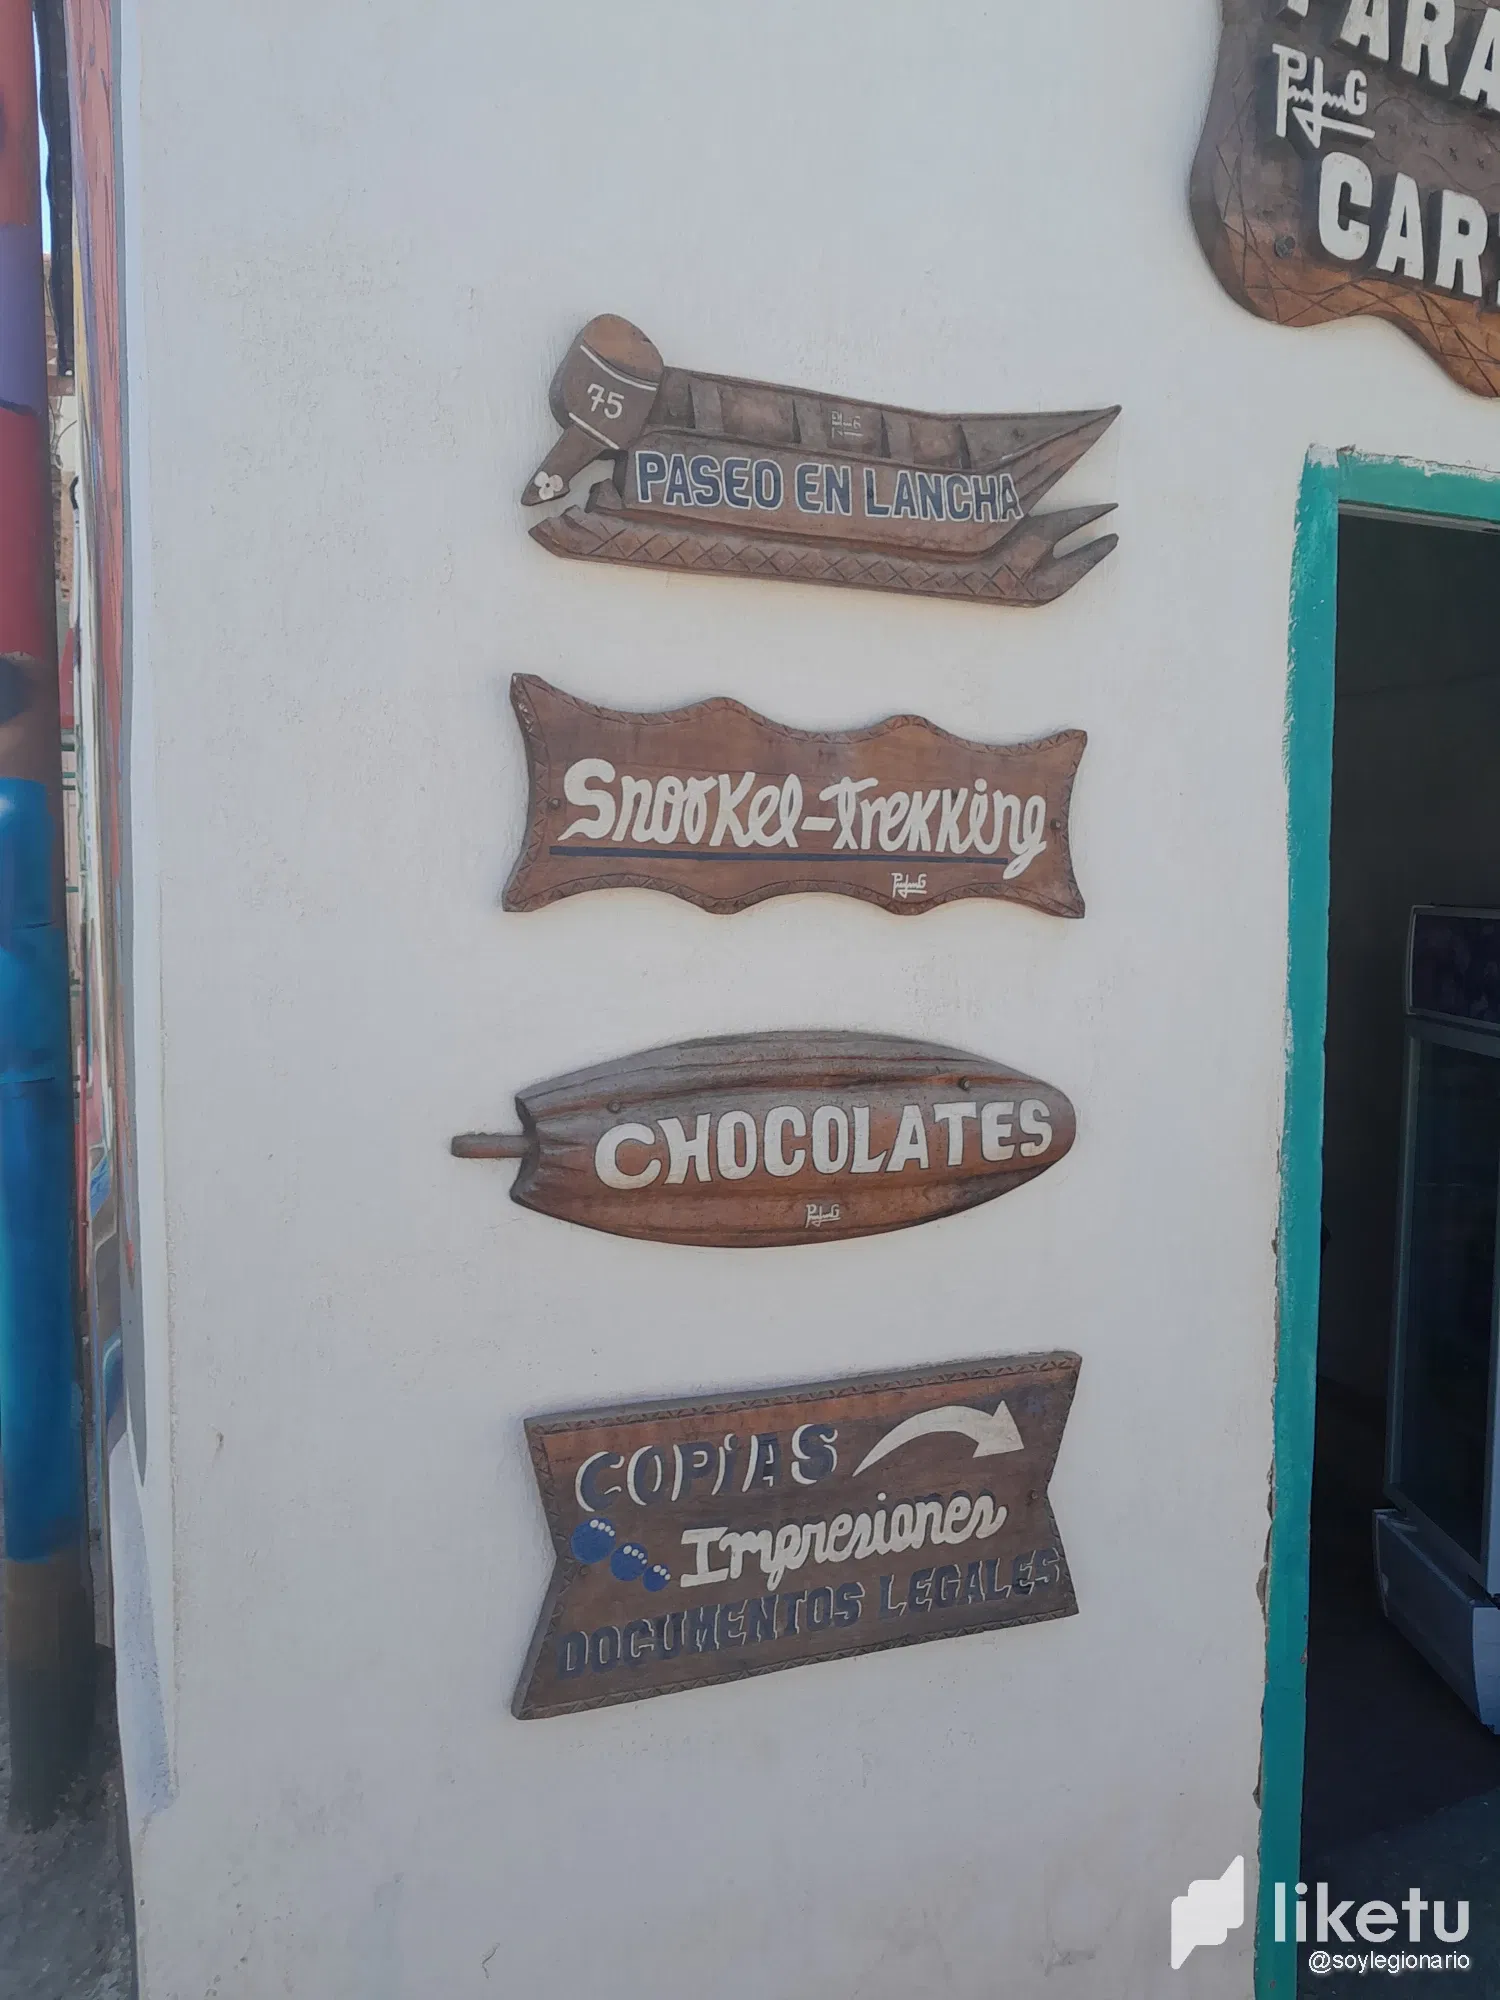 75
PASEO EN LANCHA
Snorkel-trekking
CHOCOLATES
COPIAS
Impresiones
DOCUMENTOS LEGALES
liketu
@soylegionario